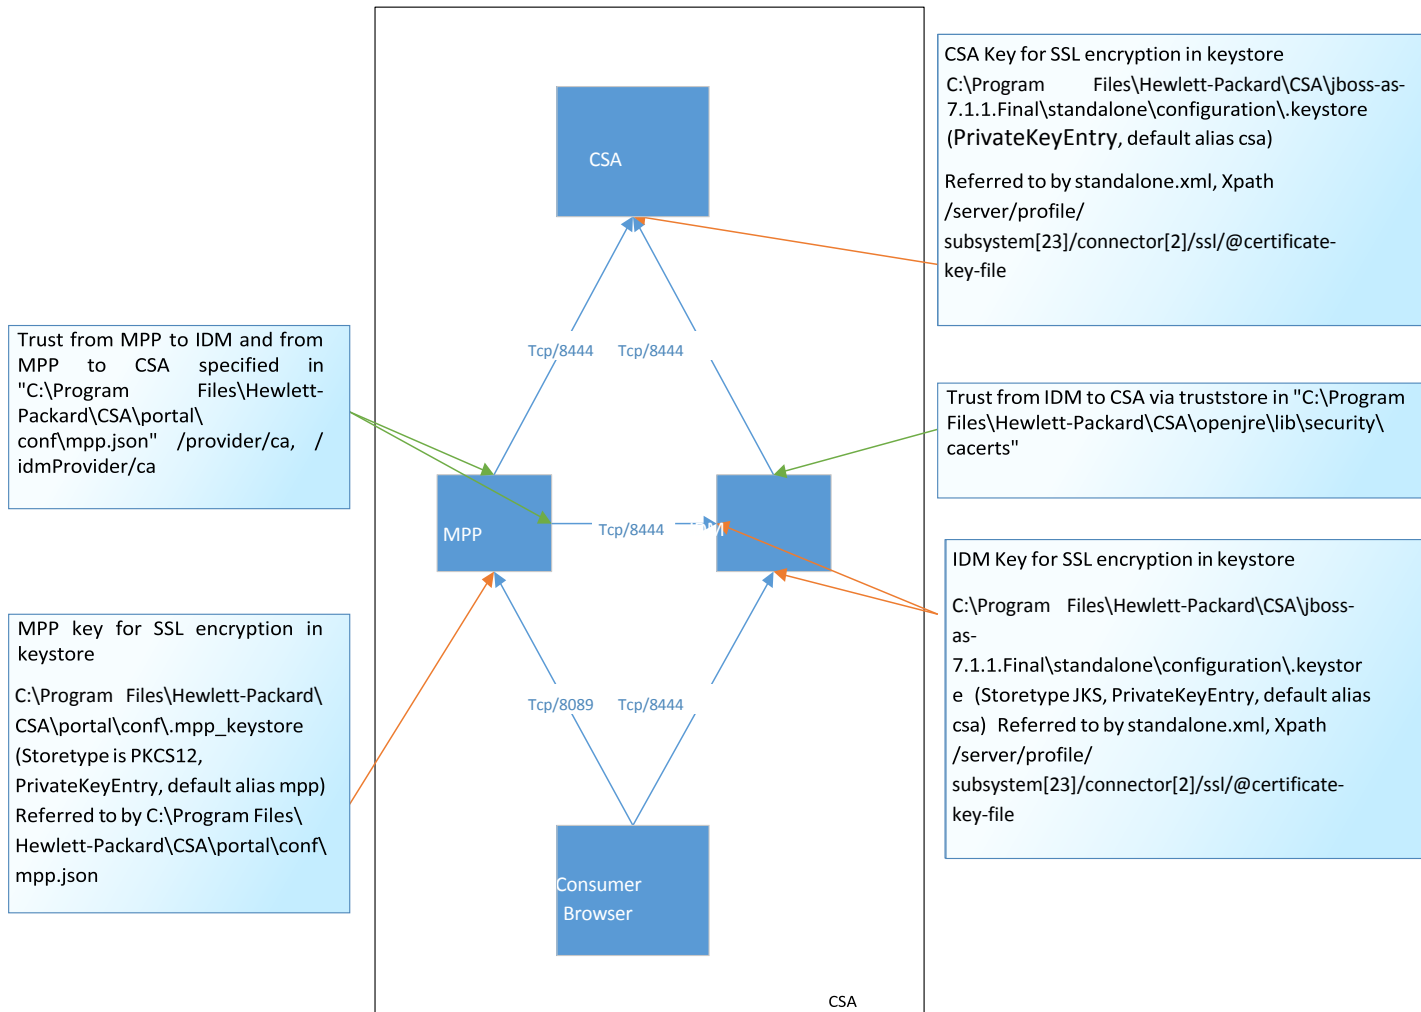 CSA Key for SSL encryption in keystore
C:\Program Files\Hewlett-Packard\CSA\jboss-as-
7.1.1.Final\standalone\configuration\.keystore
(PrivateKeyEntry, default alias csa)
Referred to by standalone.xml, Xpath
/server/profile/
subsystem[23]/connector[2]/ssl/@certificate-
key-file
CSA
Trust from MPP to IDM and from
MPP to CSA specified in
"C:\Program Files\Hewlett-
Packard\CSA\portal\
conf\mpp.json" /provider/ca, /
idmProvider/ca
Tcp/8444 Tcp/8444
Trust from IDM to CSA via truststore in "C:\Program
Files\Hewlett-Packard\CSA\openjre\lib\security\
cacerts"
MPP
Tcp/8444
IDM
IDM Key for SSL encryption in keystore
C:\Program Files\Hewlett-Packard\CSA\jboss-
as-
7.1.1.Final\standalone\configuration\.keystor
e (Storetype JKS, PrivateKeyEntry, default alias
csa) Referred to by standalone.xml, Xpath
/server/profile/
subsystem[23]/connector[2]/ssl/@certificate-
key-file
MPP key for SSL encryption in
keystore
C:\Program Files\Hewlett-Packard\
CSA\portal\conf\.mpp_keystore
(Storetype is PKCS12,
PrivateKeyEntry, default alias mpp)
Referred to by C:\Program Files\
Hewlett-Packard\CSA\portal\conf\
mpp.json
Tcp/8089 Tcp/8444
Consumer
Browser
CSA